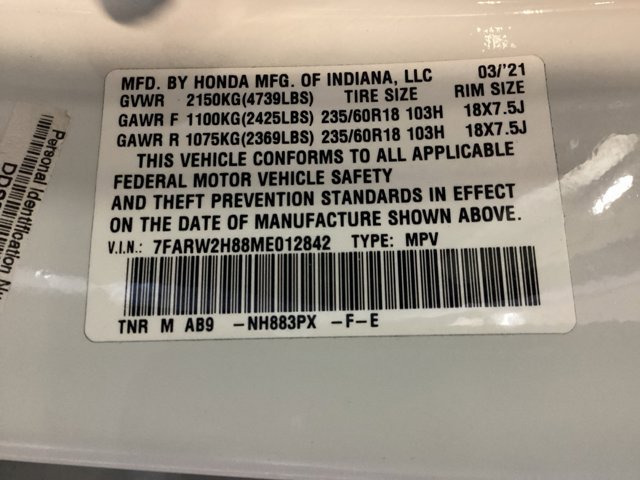 MFD. BY HONDA MFG. OF INDIANA, LLC 03/'21
GVWR 2150KG(4739LBS) TIRE SIZE RIM SIZE
GAWR F 1100KG(2425LBS) 235/60R18 103H 18X7.5J
GAWR R 1075KG(2369LBS) 235/60R18 103H 18X7.5J
THIS VEHICLE CONFORMS TO ALL APPLICABLE
FEDERAL MOTOR VEHICLE SAFETY
AND THEFT PREVENTION STANDARDS IN EFFECT
ON THE DATE OF MANUFACTURE SHOWN ABOVE.
V.I.N.: 7FARW2H88ME012842 TYPE: MPV
TNR M AB9 -NH883PX -F-E
Personal Identification